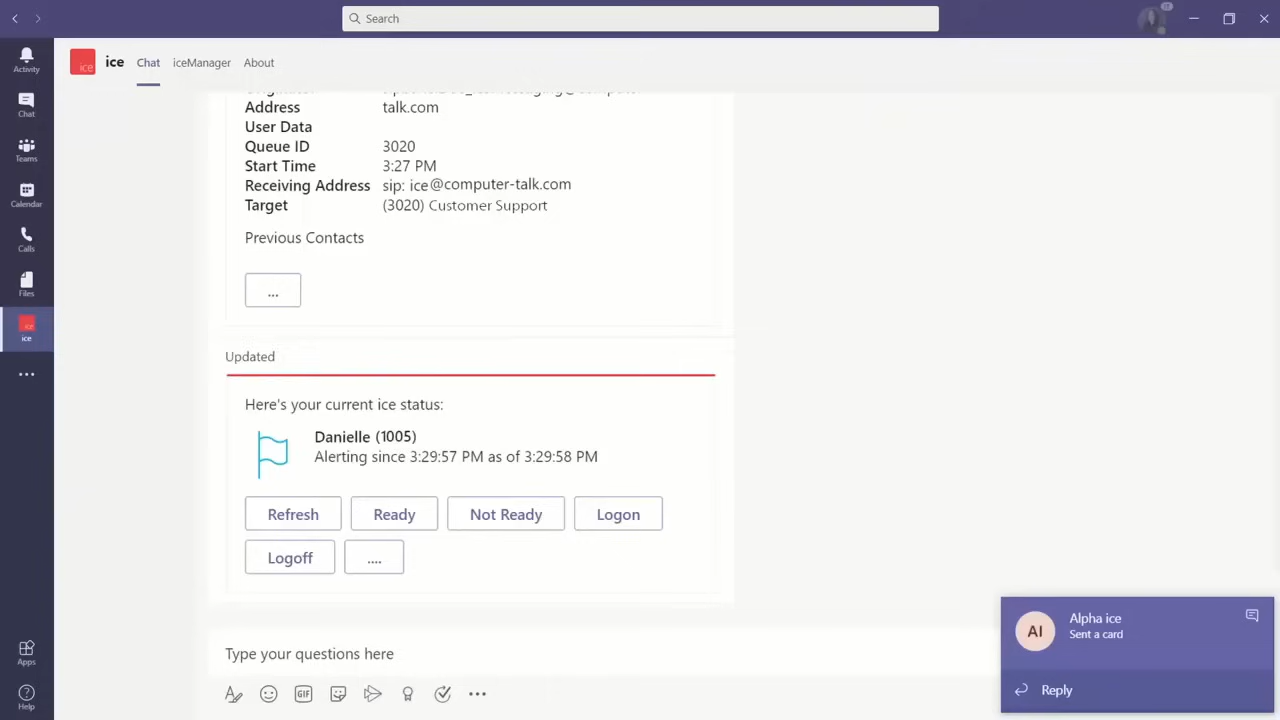 Search
Activity
Chat
Teams
Calendar
Calls
Files
ice
Apps
Help
ice
ice Chat iceManager About
Address talk.com
User Data
Queue ID 3020
Start Time 3:27 PM
Receiving Address sip: ice@computer-talk.com
Target (3020) Customer Support
Previous Contacts
...
Updated
Here's your current ice status:
Danielle (1005)
Alerting since 3:29:57 PM as of 3:29:58 PM
Refresh Ready Not Ready Logon
Logoff ....
Type your questions here
GIF
AI
Alpha ice
Sent a card
Reply